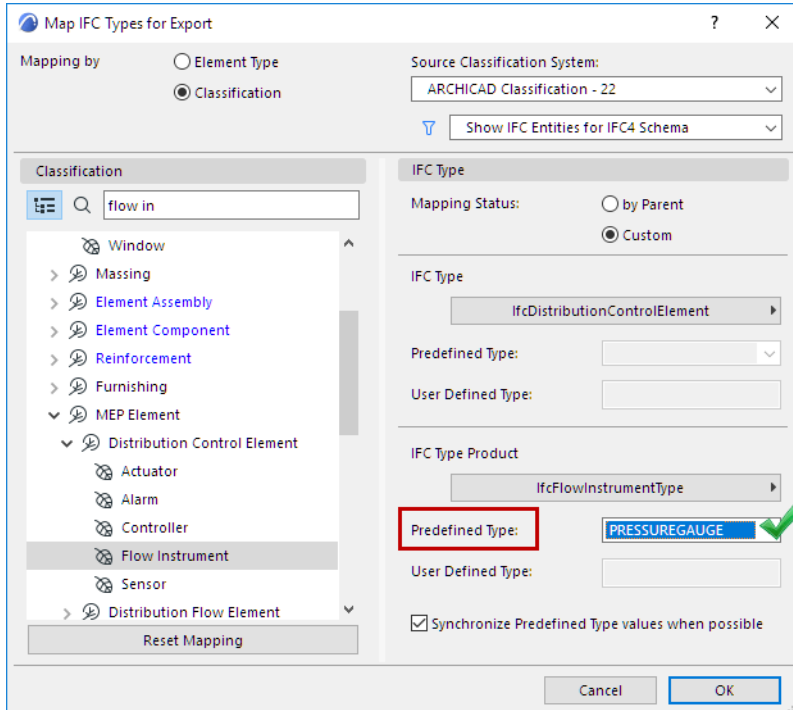 Map IFC Types for Export
?
Mapping by
Element Type
Classification
Source Classification System:
ARCHICAD Classification - 22
Show IFC Entities for IFC4 Schema
Classification
flow in
Window
Massing
Element Assembly
Element Component
Reinforcement
Furnishing
MEP Element
Distribution Control Element
Actuator
Alarm
Controller
Flow Instrument
Sensor
Distribution Flow Element
Reset Mapping
IFC Type
Mapping Status:
by Parent
Custom
IFC Type
IfcDistributionControlElement
Predefined Type:
User Defined Type:
IFC Type Product
IfcFlowInstrumentType
Predefined Type:
PRESSUREGAUGE
User Defined Type:
Synchronize Predefined Type values when possible
Cancel
OK